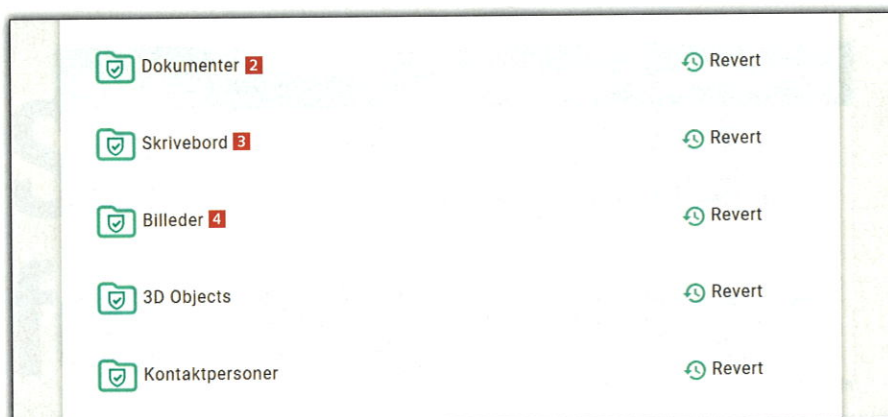 Dokumenter 2 Revert
Skrivebord 3 Revert
Billeder 4 Revert
3D Objects Revert
Kontaktpersoner Revert